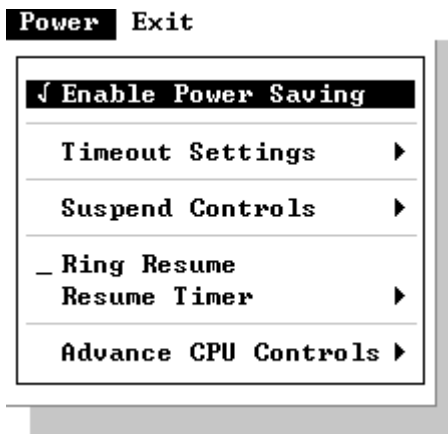 Power Exit
√ Enable Power Saving
Timeout Settings ▶
Suspend Controls ▶
_ Ring Resume
Resume Timer ▶
Advance CPU Controls ▶